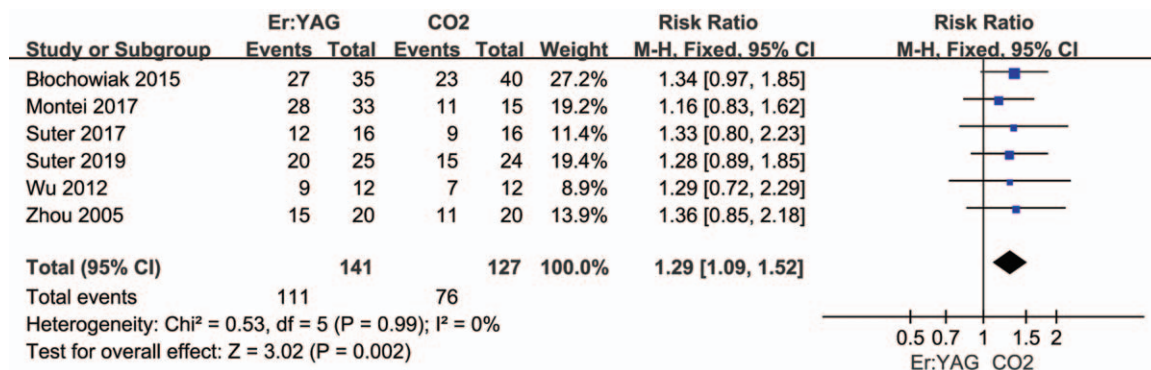 Er:YAG CO2 Risk Ratio Risk Ratio
Study or Subgroup Events Total Events Total Weight M-H, Fixed, 95% CI M-H, Fixed, 95% CI
Błochowiak 2015 27 35 23 40 27.2% 1.34 [0.97, 1.85]
Montei 2017 28 33 11 15 19.2% 1.16 [0.83, 1.62]
Suter 2017 12 16 9 16 11.4% 1.33 [0.80, 2.23]
Suter 2019 20 25 15 24 19.4% 1.28 [0.89, 1.85]
Wu 2012 9 12 7 12 8.9% 1.29 [0.72, 2.29]
Zhou 2005 15 20 11 20 13.9% 1.36 [0.85, 2.18]
Total (95% CI) 141 127 100.0% 1.29 [1.09, 1.52]
Total events 111 76
Heterogeneity: Chi² = 0.53, df = 5 (P = 0.99); I² = 0%
Test for overall effect: Z = 3.02 (P = 0.002)
0.5 0.7 1 1.5 2
Er:YAG CO2